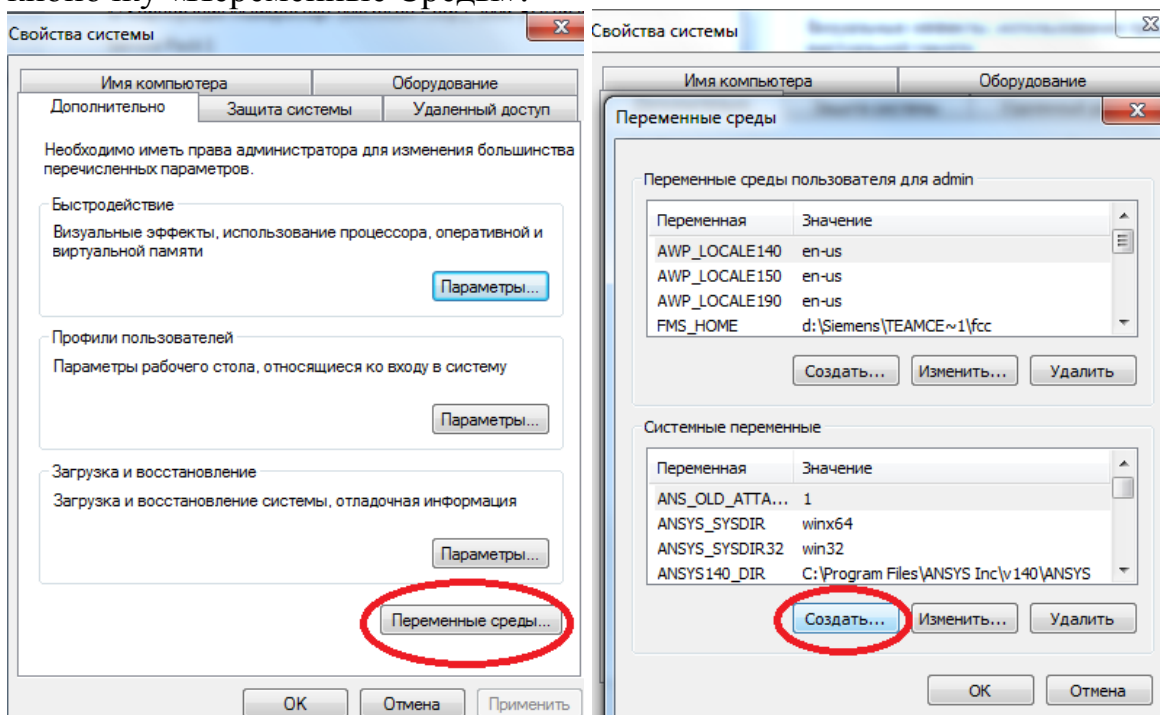 кнопочку «Переменные Среды».
Свойства системы
Имя компьютера
Оборудование
Дополнительно
Защита системы
Удаленный доступ
Необходимо иметь права администратора для изменения большинства
перечисленных параметров.
Быстродействие
Визуальные эффекты, использование процессора, оперативной и
виртуальной памяти
Параметры...
Профили пользователей
Параметры рабочего стола, относящиеся ко входу в систему
Параметры...
Загрузка и восстановление
Загрузка и восстановление системы, отладочная информация
Параметры...
Переменные среды...
OK
Отмена
Применить
Свойства системы
Имя компьютера
Оборудование
Переменные среды
Переменные среды пользователя для admin
Переменная Значение
AWP_LOCALE140 en-us
AWP_LOCALE150 en-us
AWP_LOCALE190 en-us
FMS_HOME d:\Siemens\TEAMCE~1\fcc
Создать...
Изменить...
Удалить
Системные переменные
Переменная Значение
ANS_OLD_ATTA... 1
ANSYS_SYSDIR winx64
ANSYS_SYSDIR32 win32
ANSYS140_DIR C:\Program Files\ANSYS Inc\v140\ANSYS
Создать...
Изменить...
Удалить
OK
Отмена